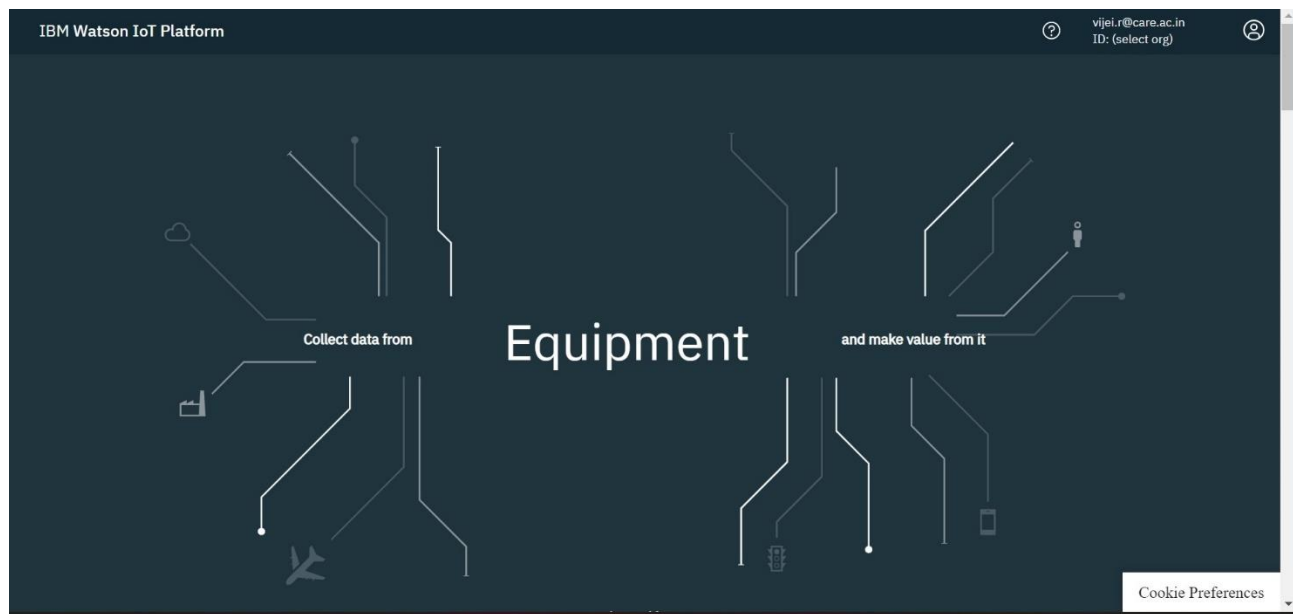 IBM Watson IoT Platform
vijei.r@care.ac.in
ID: (select org)
Collect data from
Equipment
and make value from it
Cookie Preferences